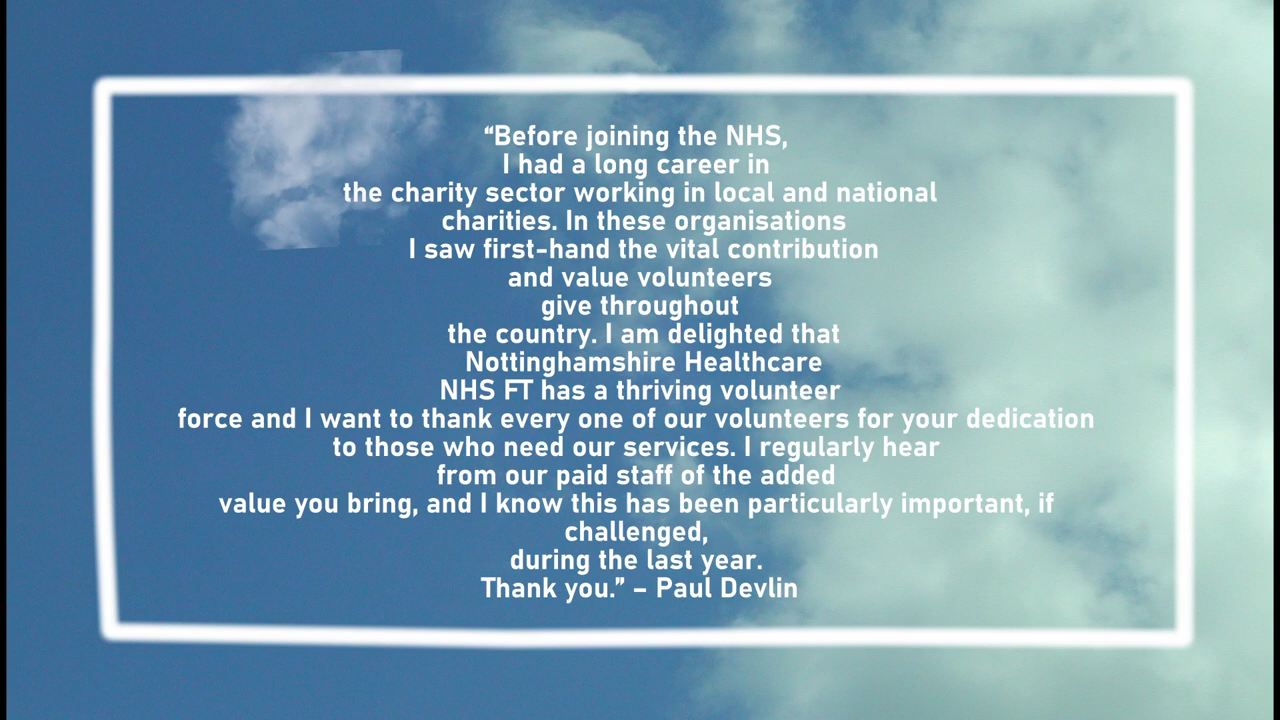 “Before joining the NHS,
I had a long career in
the charity sector working in local and national
charities. In these organisations
I saw first-hand the vital contribution
and value volunteers
give throughout
the country. I am delighted that
Nottinghamshire Healthcare
NHS FT has a thriving volunteer
force and I want to thank every one of our volunteers for your dedication
to those who need our services. I regularly hear
from our paid staff of the added
value you bring, and I know this has been particularly important, if
challenged,
during the last year.
Thank you.” – Paul Devlin